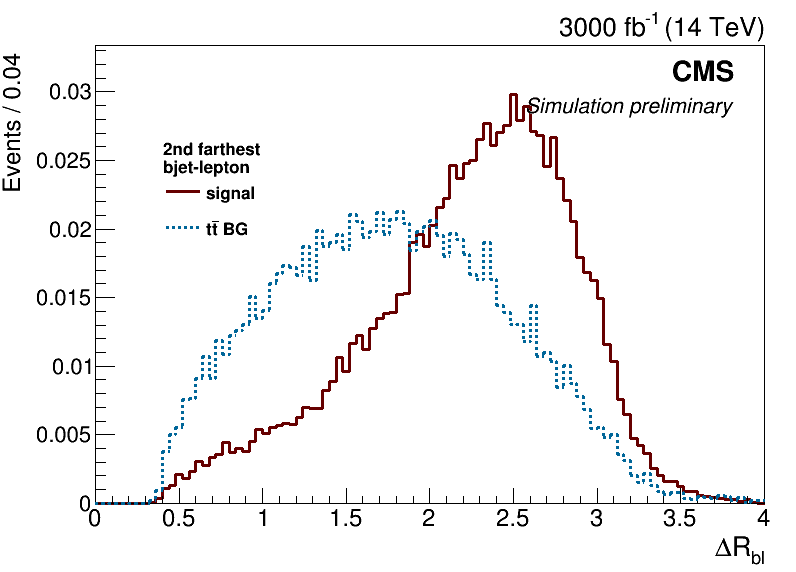 3000 fb⁻¹ (14 TeV)
Events / 0.04
CMS
Simulation preliminary
2nd farthest
bjet-lepton
signal
tt̄ BG
0.03
0.025
0.02
0.015
0.01
0.005
0
0 0.5 1 1.5 2 2.5 3 3.5 4
ΔR_bl